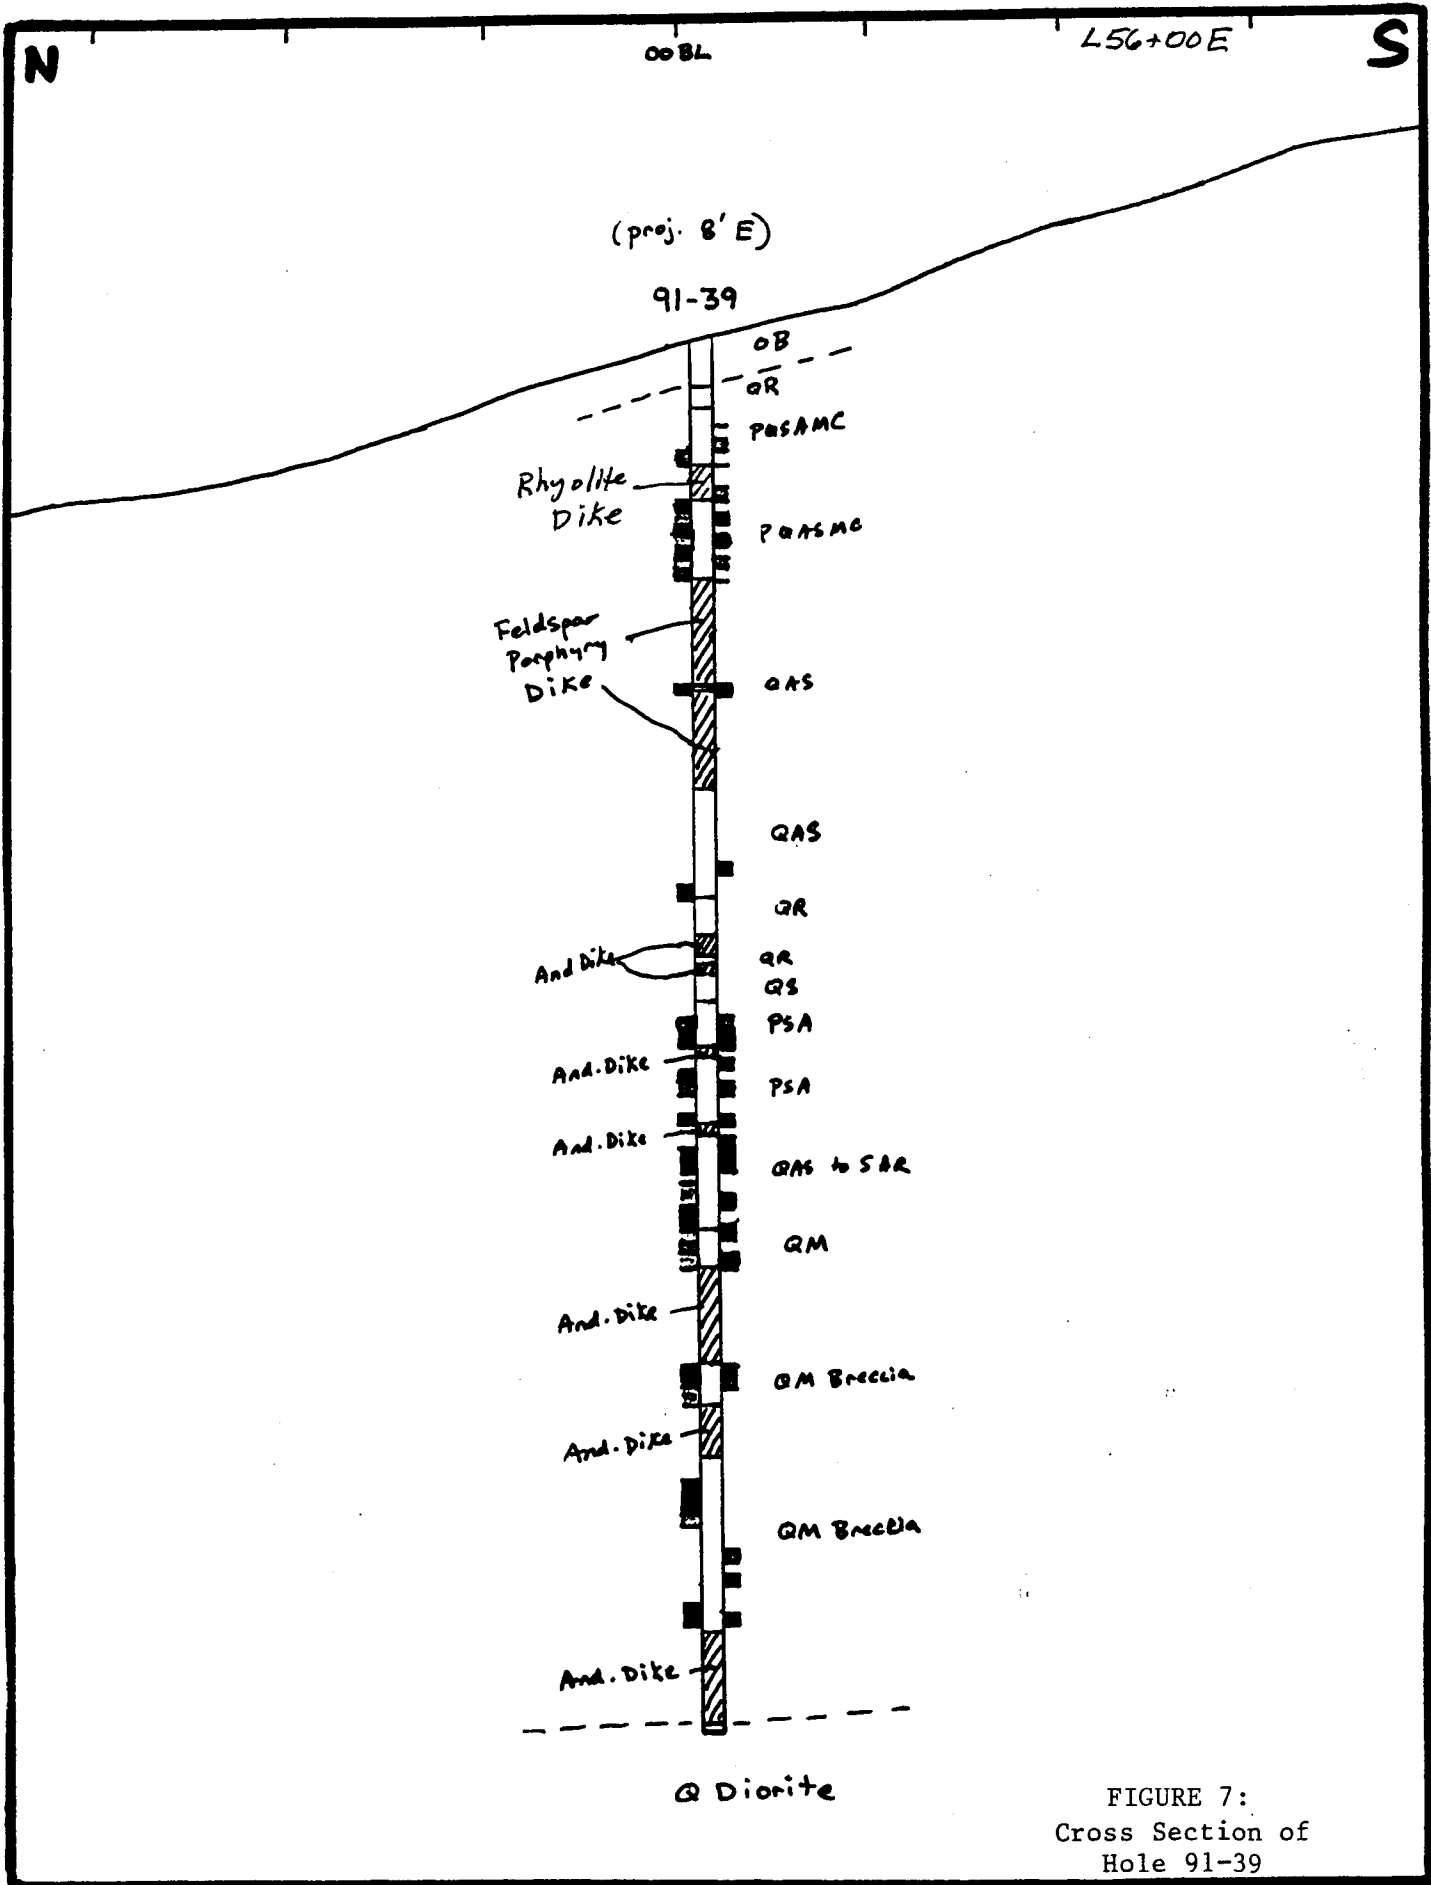 N
00 BL
L56+00E
S
(proj. 8' E)
91-39
OB
QR
PQSAMC
Rhyolite
Dike
PQASMC
Feldspar
Porphyry
Dike
QAS
QAS
QR
And Dike
QR
QS
PSA
And. Dike
PSA
And. Dike
QAS to SAR
QM
And. Dike
QM Breccia
And. Dike
QM Breccia
And. Dike
Q Diorite
FIGURE 7:
Cross Section of
Hole 91-39